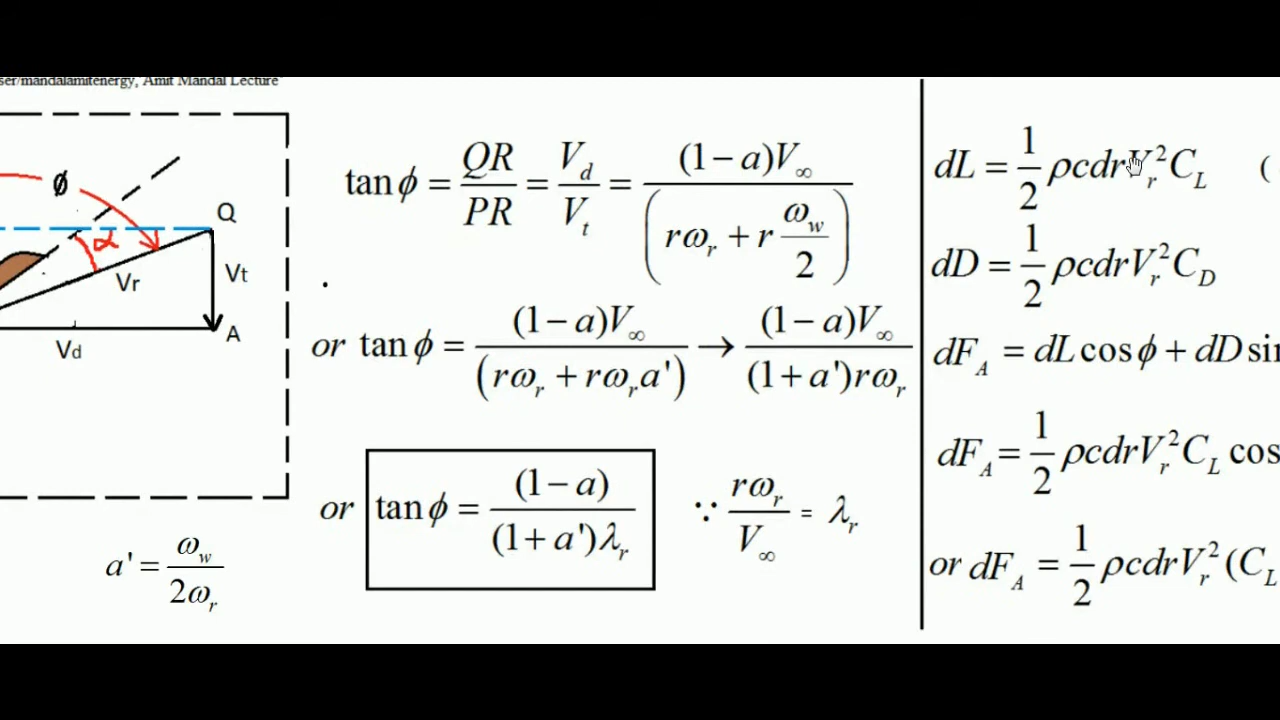 ser/mandalamitenergy, Amit Mandal Lecture"
ø
Q
α
Vr
Vt
A
Vd
a' = ω_w / 2ω_r
tan ϕ = QR / PR = V_d / V_t = (1 − a)V_∞ / (rω_r + r ω_w / 2)
.
or tan ϕ = (1 − a)V_∞ / (rω_r + rω_r a') → (1 − a)V_∞ / (1 + a')rω_r
or tan ϕ = (1 − a) / (1 + a')λ_r ∵ rω_r / V_∞ = λ_r
dL = 1/2 ρcdrV_r^2 C_L (
dD = 1/2 ρcdrV_r^2 C_D
dF_A = dL cos ϕ + dD sin
dF_A = 1/2 ρcdrV_r^2 C_L cos
or dF_A = 1/2 ρcdrV_r^2 (C_L